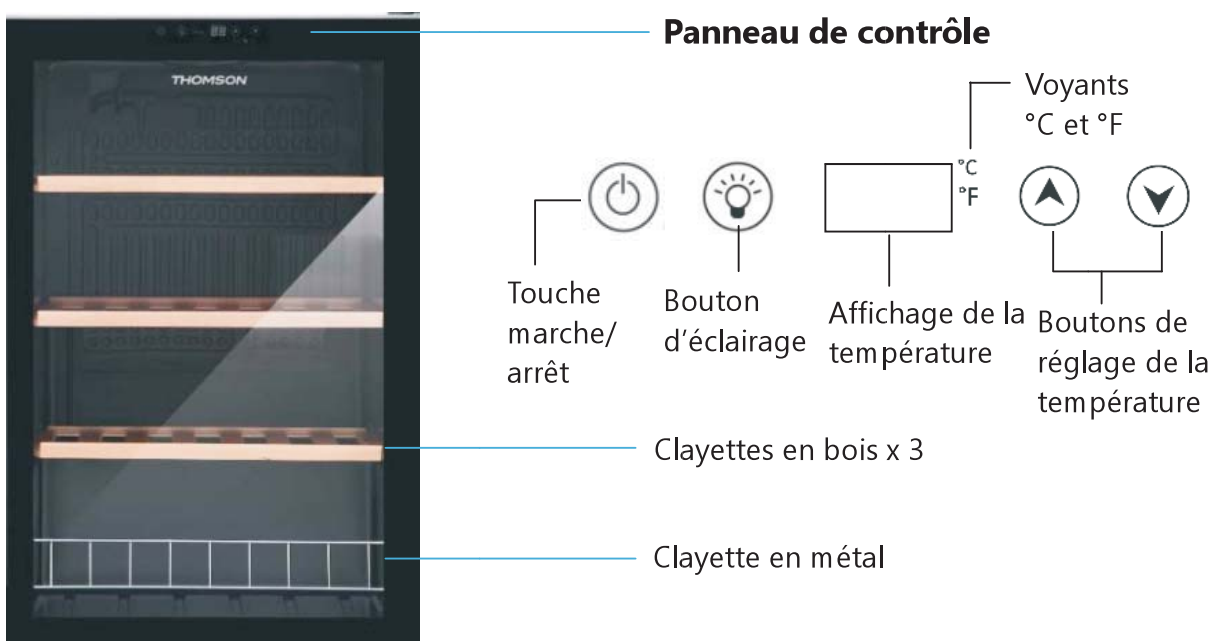 Panneau de contrôle
THOMSON
Voyants
°C et °F
°C
°F
Touche
marche/
arrêt
Bouton
d'éclairage
Affichage de la
température
Boutons de
réglage de la
température
Clayettes en bois x 3
Clayette en métal